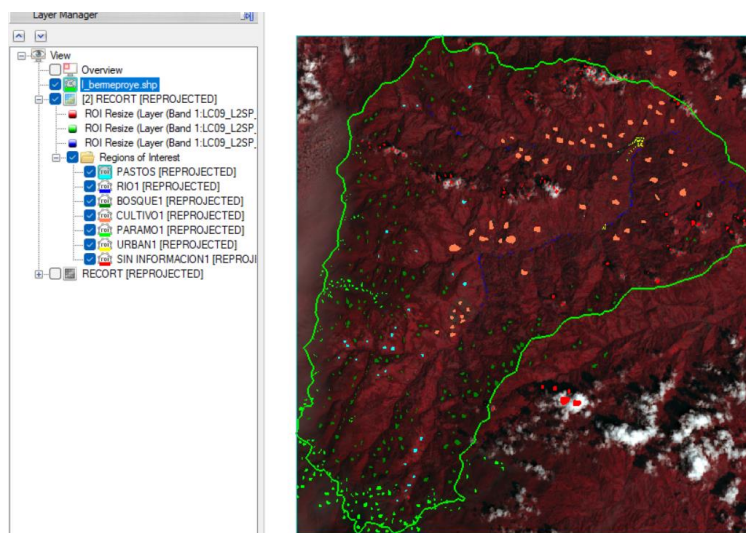 Layer Manager
View
Overview
l_bermeproye.shp
[2] RECORT [REPROJECTED]
ROI Resize (Layer (Band 1:LC09_L2SP_
ROI Resize (Layer (Band 1:LC09_L2SP_
ROI Resize (Layer (Band 1:LC09_L2SP_
Regions of Interest
PASTOS [REPROJECTED]
RIO1 [REPROJECTED]
BOSQUE1 [REPROJECTED]
CULTIVO1 [REPROJECTED]
PARAMO1 [REPROJECTED]
URBAN1 [REPROJECTED]
SIN INFORMACION1 [REPROJI
RECORT [REPROJECTED]